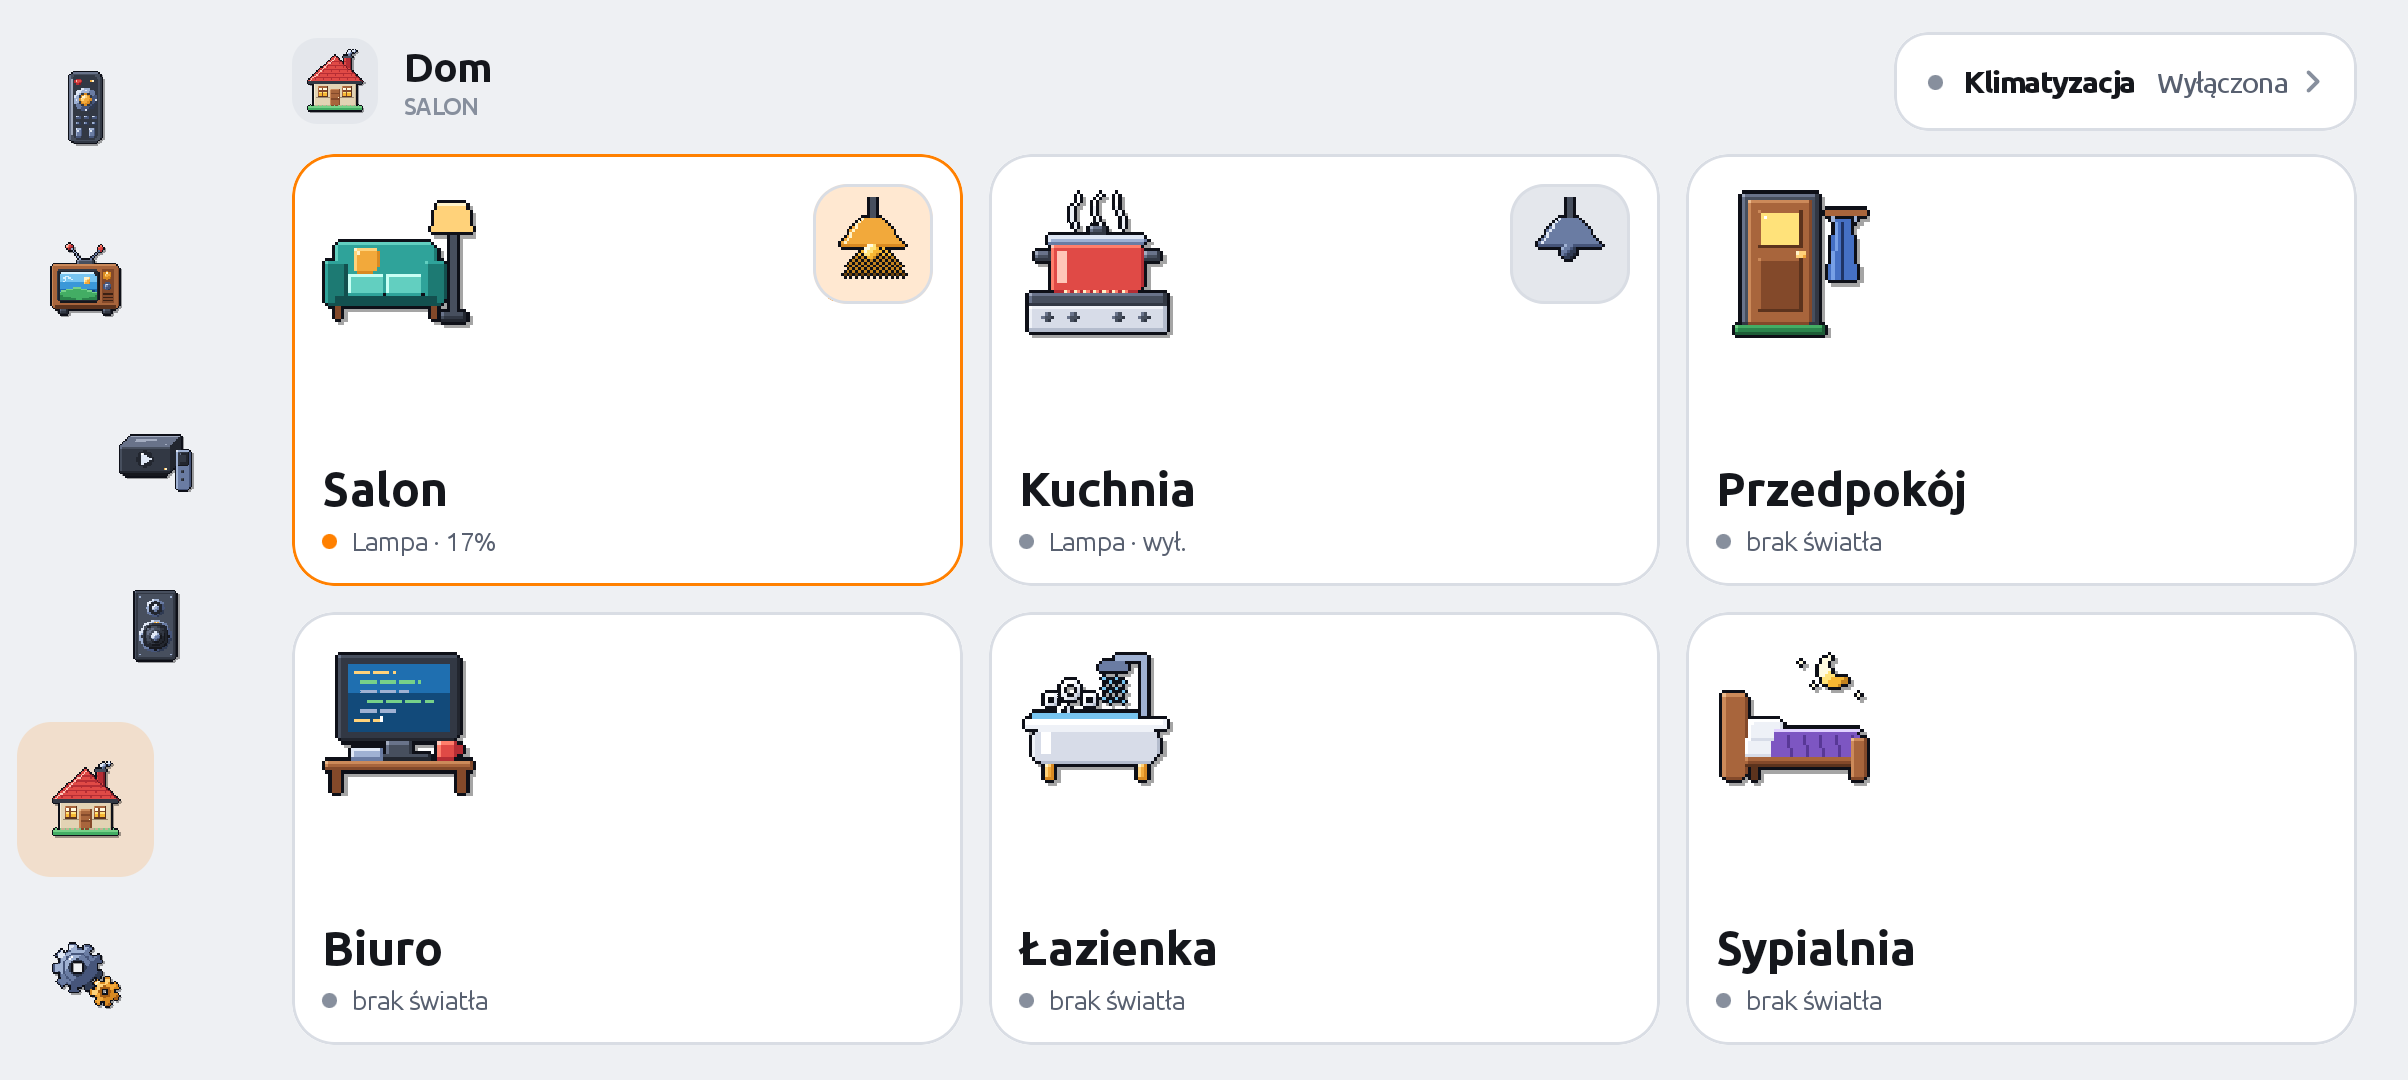 Dom
SALON
Klimatyzacja Wyłączona
Salon
Lampa · 17%
Kuchnia
Lampa · wył.
Przedpokój
brak światła
Biuro
brak światła
Łazienka
brak światła
Sypialnia
brak światła